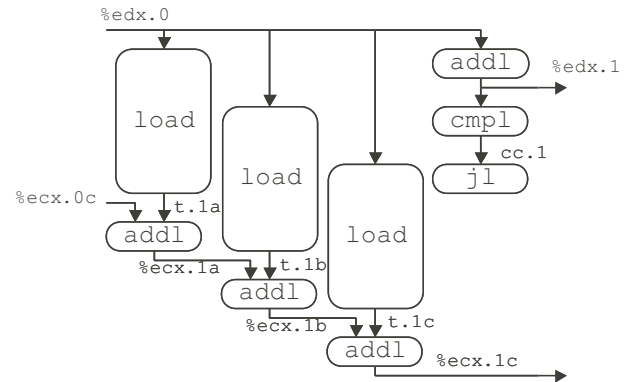 %edx.0
addl
%edx.1
load
cmpl
cc.1
load
jl
%ecx.0c
t.1a
load
addl
%ecx.1a
t.1b
addl
%ecx.1b
t.1c
addl
%ecx.1c